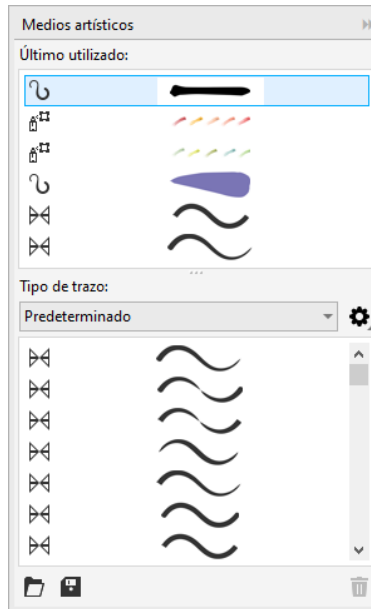 Medios artísticos
Último utilizado:
Tipo de trazo:
Predeterminado